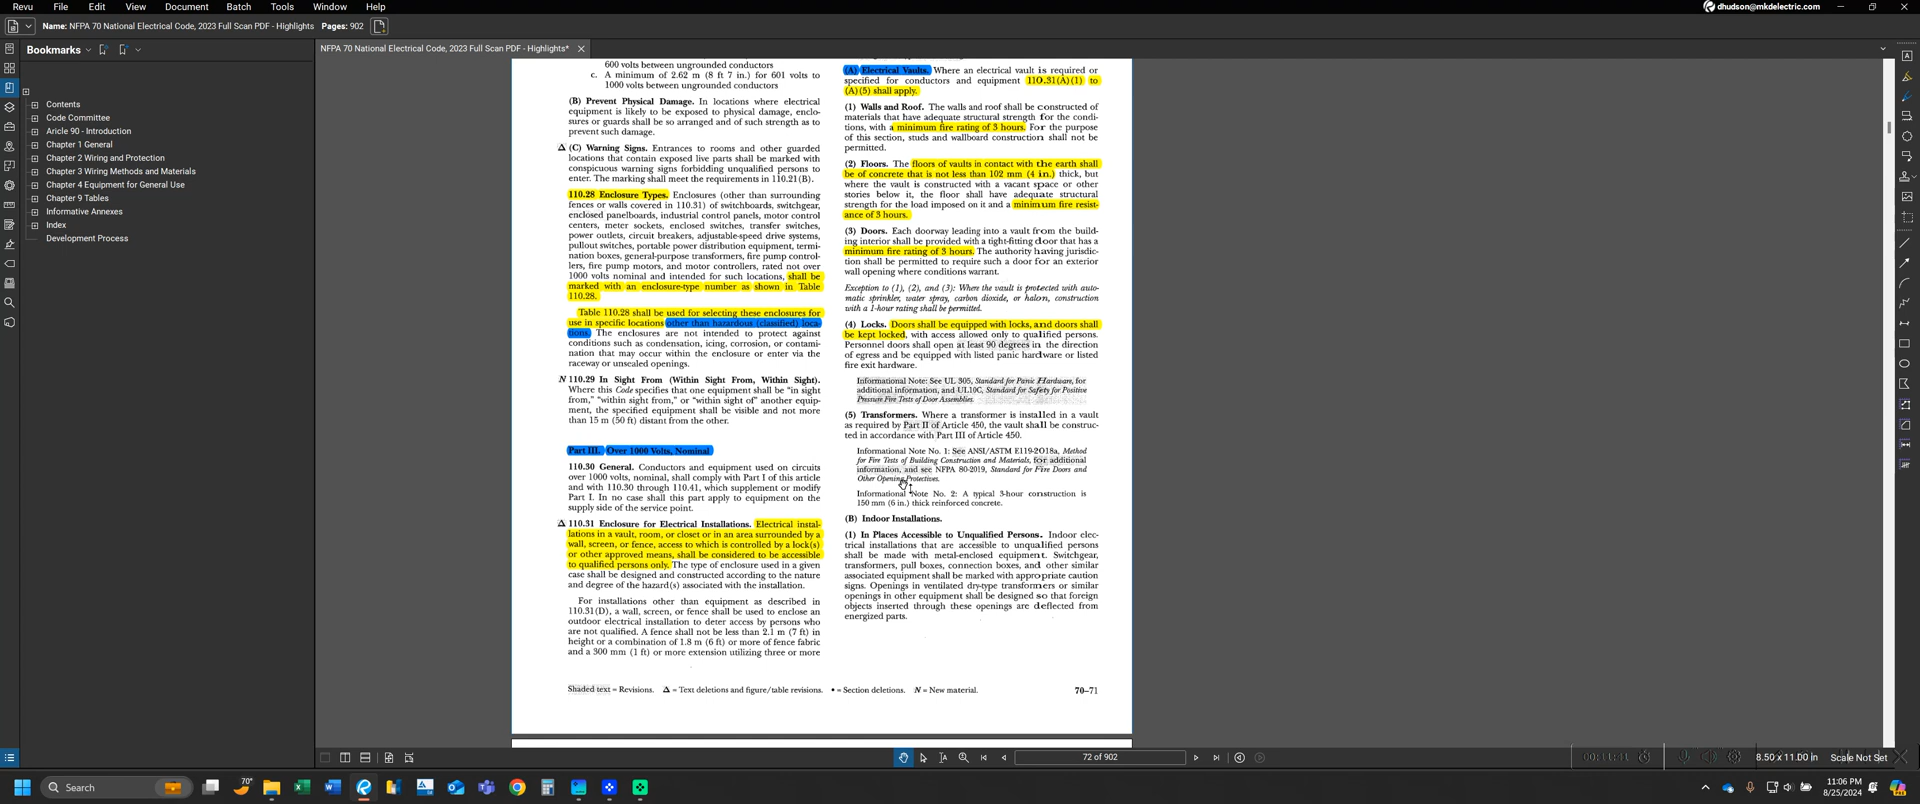 Revu File Edit View Document Batch Tools Window Help
dhudson@mkdelectric.com
Name: NFPA 70 National Electrical Code, 2023 Full Scan PDF - Highlights Pages: 902
Bookmarks
NFPA 70 National Electrical Code, 2023 Full Scan PDF - Highlights*
Contents
Code Committee
Aricle 90 - Introduction
Chapter 1 General
Chapter 2 Wiring and Protection
Chapter 3 Wiring Methods and Materials
Chapter 4 Equipment for General Use
Chapter 9 Tables
Informative Annexes
Index
Development Process
600 volts between ungrounded conductors
c. A minimum of 2.62 m (8 ft 7 in.) for 601 volts to
1000 volts between ungrounded conductors
(B) Prevent Physical Damage. In locations where electrical
equipment is likely to be exposed to physical damage, enclo-
sures or guards shall be so arranged and of such strength as to
prevent such damage.
Δ (C) Warning Signs. Entrances to rooms and other guarded
locations that contain exposed live parts shall be marked with
conspicuous warning signs forbidding unqualified persons to
enter. The marking shall meet the requirements in 110.21(B).
110.28 Enclosure Types. Enclosures (other than surrounding
fences or walls covered in 110.31) of switchboards, switchgear,
enclosed panelboards, industrial control panels, motor control
centers, meter sockets, enclosed switches, transfer switches,
power outlets, circuit breakers, adjustable-speed drive systems,
pullout switches, portable power distribution equipment, termi-
nation boxes, general-purpose transformers, fire pump control-
lers, fire pump motors, and motor controllers, rated not over
1000 volts nominal and intended for such locations, shall be
marked with an enclosure-type number as shown in Table
110.28.
Table 110.28 shall be used for selecting these enclosures for
use in specific locations other than hazardous (classified) loca-
tions. The enclosures are not intended to protect against
conditions such as condensation, icing, corrosion, or contami-
nation that may occur within the enclosure or enter via the
raceway or unsealed openings.
N 110.29 In Sight From (Within Sight From, Within Sight).
Where this Code specifies that one equipment shall be "in sight
from," "within sight from," or "within sight of" another equip-
ment, the specified equipment shall be visible and not more
than 15 m (50 ft) distant from the other.
Part III. Over 1000 Volts, Nominal
110.30 General. Conductors and equipment used on circuits
over 1000 volts, nominal, shall comply with Part I of this article
and with 110.30 through 110.41, which supplement or modify
Part I. In no case shall this part apply to equipment on the
supply side of the service point.
Δ 110.31 Enclosure for Electrical Installations. Electrical instal-
lations in a vault, room, or closet or in an area surrounded by a
wall, screen, or fence, access to which is controlled by a lock(s)
or other approved means, shall be considered to be accessible
to qualified persons only. The type of enclosure used in a given
case shall be designed and constructed according to the nature
and degree of the hazard(s) associated with the installation.
For installations other than equipment as described in
110.31(D), a wall, screen, or fence shall be used to enclose an
outdoor electrical installation to deter access by persons who
are not qualified. A fence shall not be less than 2.1 m (7 ft) in
height or a combination of 1.8 m (6 ft) or more of fence fabric
and a 300 mm (1 ft) or more extension utilizing three or more
(A) Electrical Vaults. Where an electrical vault is required or
specified for conductors and equipment 110.31(A)(1) to
(A)(5) shall apply.
(1) Walls and Roof. The walls and roof shall be constructed of
materials that have adequate structural strength for the condi-
tions, with a minimum fire rating of 3 hours. For the purpose
of this section, studs and wallboard construction shall not be
permitted.
(2) Floors. The floors of vaults in contact with the earth shall
be of concrete that is not less than 102 mm (4 in.) thick, but
where the vault is constructed with a vacant space or other
stories below it, the floor shall have adequate structural
strength for the load imposed on it and a minimum fire resist-
ance of 3 hours.
(3) Doors. Each doorway leading into a vault from the build-
ing interior shall be provided with a tight-fitting door that has a
minimum fire rating of 3 hours. The authority having jurisdic-
tion shall be permitted to require such a door for an exterior
wall opening where conditions warrant.
Exception to (1), (2), and (3): Where the vault is protected with auto-
matic sprinkler, water spray, carbon dioxide, or halon, construction
with a 1-hour rating shall be permitted.
(4) Locks. Doors shall be equipped with locks, and doors shall
be kept locked, with access allowed only to qualified persons.
Personnel doors shall open at least 90 degrees in the direction
of egress and be equipped with listed panic hardware or listed
fire exit hardware.
Informational Note: See UL 305, Standard for Panic Hardware, for
additional information, and UL10C, Standard for Safety for Positive
Pressure Fire Tests of Door Assemblies.
(5) Transformers. Where a transformer is installed in a vault
as required by Part II of Article 450, the vault shall be construc-
ted in accordance with Part III of Article 450.
Informational Note No. 1: See ANSI/ASTM E119-2018a, Method
for Fire Tests of Building Construction and Materials, for additional
information, and see NFPA 80-2019, Standard for Fire Doors and
Other Opening Protectives.
Informational Note No. 2: A typical 3-hour construction is
150 mm (6 in.) thick reinforced concrete.
(B) Indoor Installations.
(1) In Places Accessible to Unqualified Persons. Indoor elec-
trical installations that are accessible to unqualified persons
shall be made with metal-enclosed equipment. Switchgear,
transformers, pull boxes, connection boxes, and other similar
associated equipment shall be marked with appropriate caution
signs. Openings in ventilated dry-type transformers or similar
openings in other equipment shall be designed so that foreign
objects inserted through these openings are deflected from
energized parts.
Shaded text = Revisions. Δ = Text deletions and figure/table revisions. • = Section deletions. N = New material. 70–71
72 of 902
8.50 x 11.00 in Scale Not Set
Search
70°
11:06 PM
8/25/2024